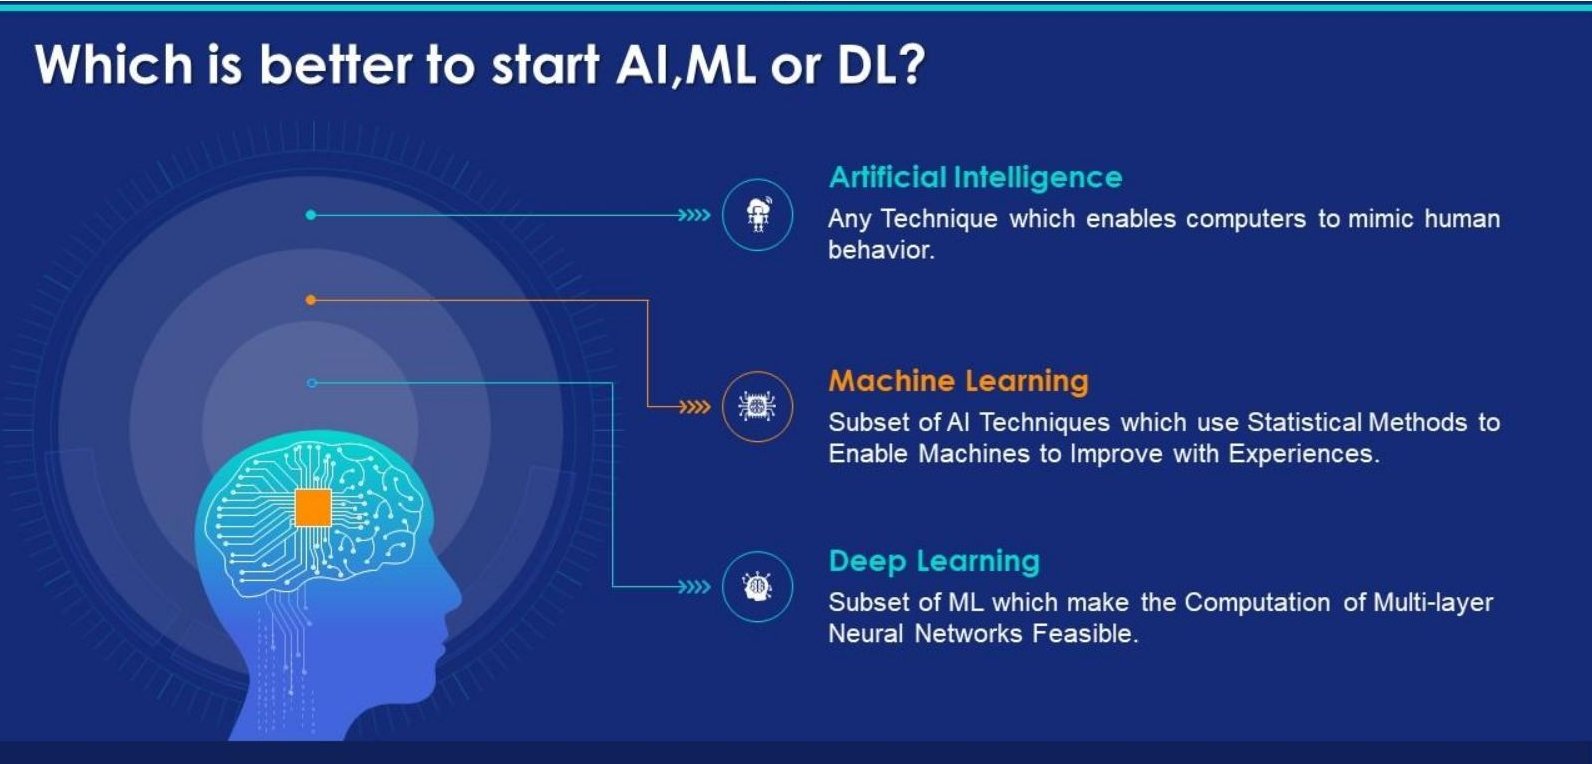 Which is better to start AI,ML or DL?
Artificial Intelligence
Any Technique which enables computers to mimic human
behavior.
Machine Learning
Subset of AI Techniques which use Statistical Methods to
Enable Machines to Improve with Experiences.
Deep Learning
Subset of ML which make the Computation of Multi-layer
Neural Networks Feasible.